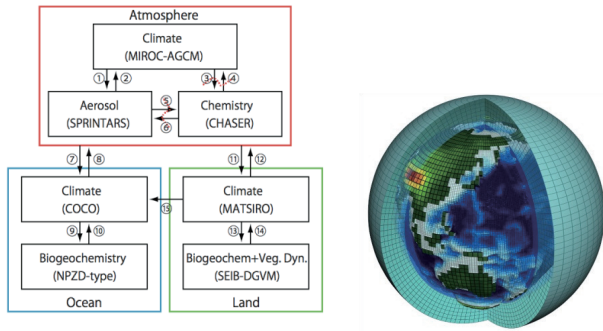 Atmosphere
Climate
(MIROC-AGCM)
① ② ③ ④
Aerosol
(SPRINTARS)
⑤
⑥
Chemistry
(CHASER)
⑦ ⑧ ⑪ ⑫
Climate
(COCO)
⑮
Climate
(MATSIRO)
⑨ ⑩ ⑬ ⑭
Biogeochemistry
(NPZD-type)
Biogeochem+Veg. Dyn.
(SEIB-DGVM)
Ocean
Land